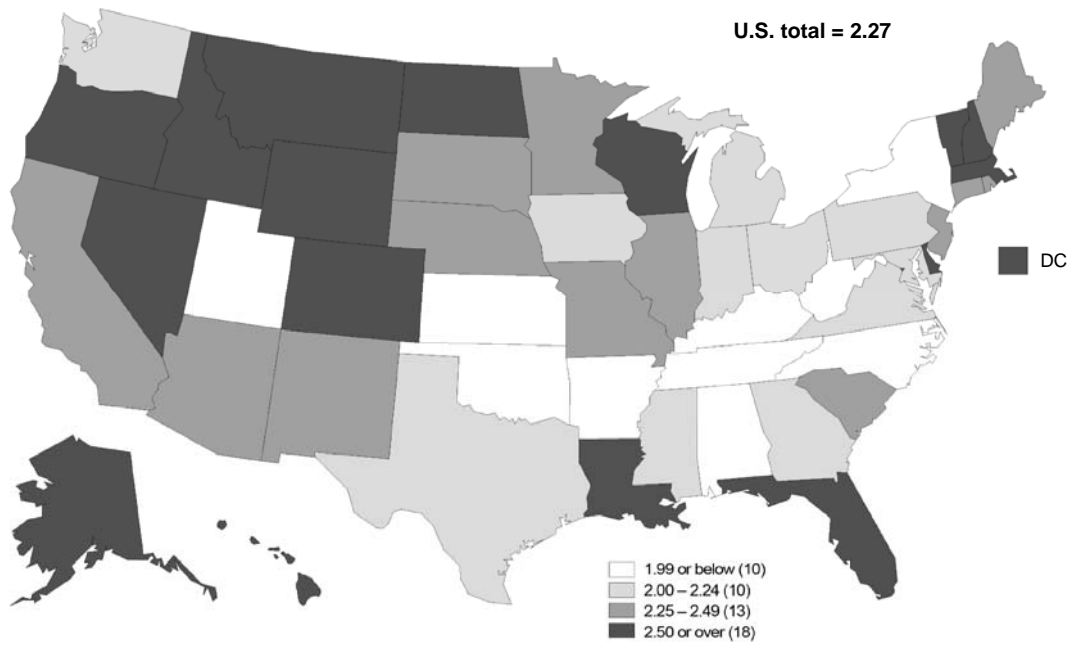 U.S. total = 2.27
DC
1.99 or below (10)
2.00 – 2.24 (10)
2.25 – 2.49 (13)
2.50 or over (18)